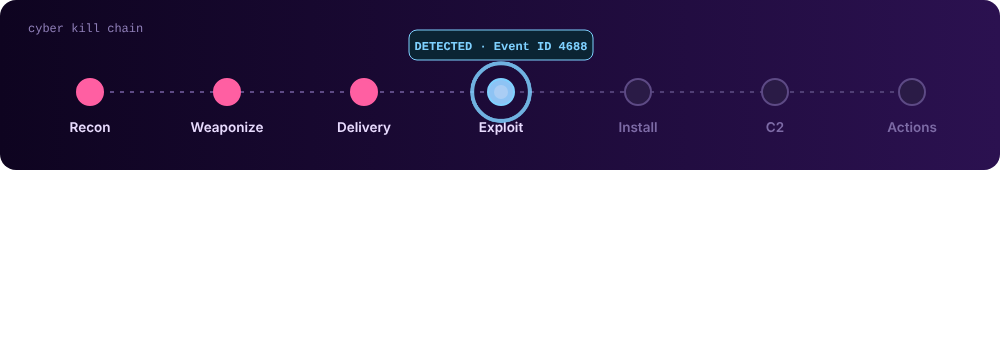 cyber kill chain
DETECTED · Event ID 4688
Recon
Weaponize
Delivery
Exploit
Install
C2
Actions